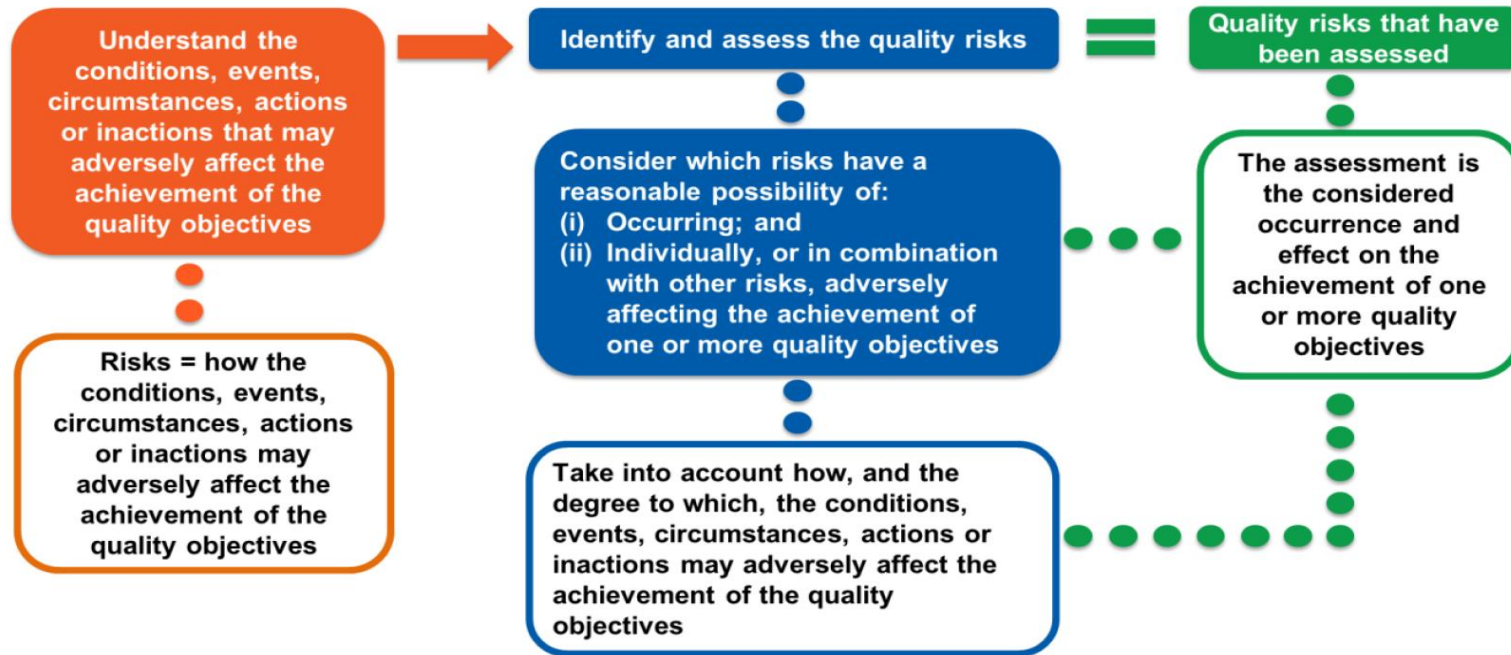 Understand the
conditions, events,
circumstances, actions
or inactions that may
adversely affect the
achievement of the
quality objectives
Risks = how the
conditions, events,
circumstances, actions
or inactions may
adversely affect the
achievement of the
quality objectives
Identify and assess the quality risks
Consider which risks have a
reasonable possibility of:
(i) Occurring; and
(ii) Individually, or in combination
with other risks, adversely
affecting the achievement of
one or more quality objectives
Take into account how, and the
degree to which, the conditions,
events, circumstances, actions or
inactions may adversely affect the
achievement of the quality
objectives
Quality risks that have
been assessed
The assessment is
the considered
occurrence and
effect on the
achievement of one
or more quality
objectives